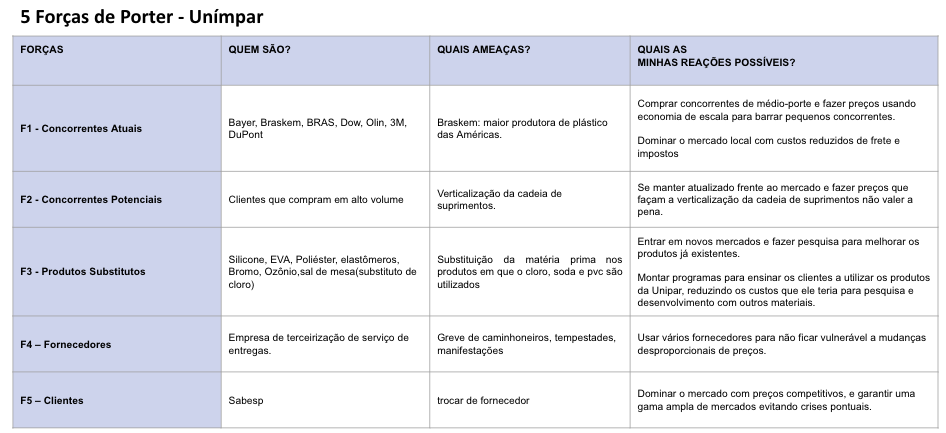 5 Forças de Porter - Unímpar
FORÇAS
QUEM SÃO?
QUAIS AMEAÇAS?
QUAIS AS
MINHAS REAÇÕES POSSÍVEIS?
F1 - Concorrentes Atuais
Bayer, Braskem, BRAS, Dow, Olin, 3M,
DuPont
Braskem: maior produtora de plástico
das Américas.
Comprar concorrentes de médio-porte e fazer preços usando
economia de escala para barrar pequenos concorrentes.
Dominar o mercado local com custos reduzidos de frete e
impostos
F2 - Concorrentes Potenciais
Clientes que compram em alto volume
Verticalização da cadeia de
suprimentos.
Se manter atualizado frente ao mercado e fazer preços que
façam a verticalização da cadeia de suprimentos não valer a
pena.
F3 - Produtos Substitutos
Silicone, EVA, Poliéster, elastômeros,
Bromo, Ozônio,sal de mesa(substituto de
cloro)
Substituição da matéria prima nos
produtos em que o cloro, soda e pvc são
utilizados
Entrar em novos mercados e fazer pesquisa para melhorar os
produtos já existentes.
Montar programas para ensinar os clientes a utilizar os produtos
da Unipar, reduzindo os custos que ele teria para pesquisa e
desenvolvimento com outros materiais.
F4 – Fornecedores
Empresa de terceirização de serviço de
entregas.
Greve de caminhoneiros, tempestades,
manifestações
Usar vários fornecedores para não ficar vulnerável a mudanças
desproporcionais de preços.
F5 – Clientes
Sabesp
trocar de fornecedor
Dominar o mercado com preços competitivos, e garantir uma
gama ampla de mercados evitando crises pontuais.